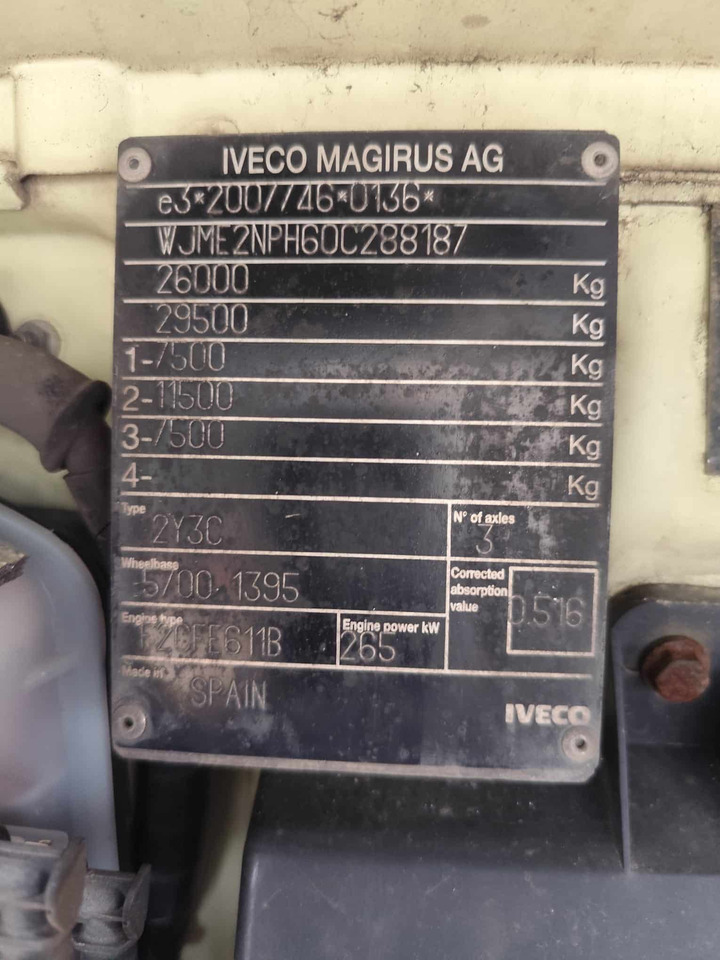 IVECO MAGIRUS AG
e3*2007/46*0136*
WJME2NPH60C288187
26000 Kg
29500 Kg
1-7500 Kg
2-11500 Kg
3-7500 Kg
4- Kg
Type
2Y3C
N° of axles
3
Wheelbase
5700 1395
Corrected absorption value
0.516
Engine type
F2CFE611B
Engine power kW
265
Made in
SPAIN
IVECO